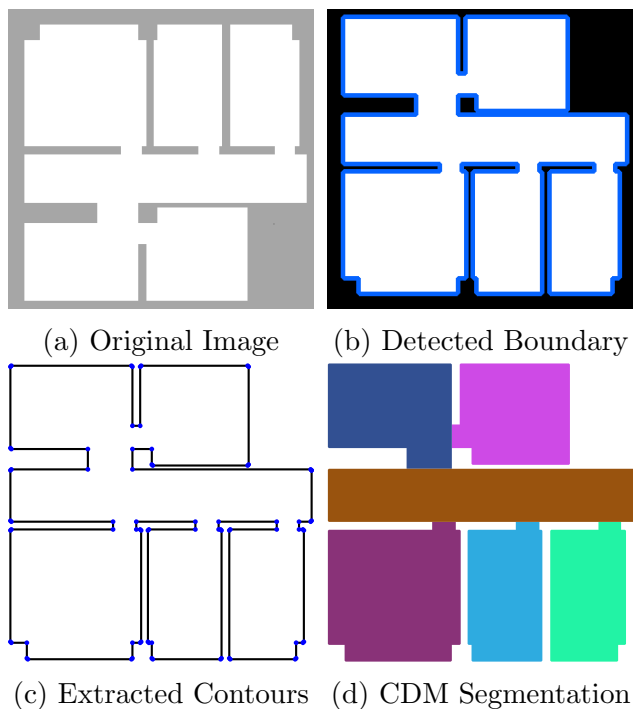 (a) Original Image
(b) Detected Boundary
(c) Extracted Contours
(d) CDM Segmentation